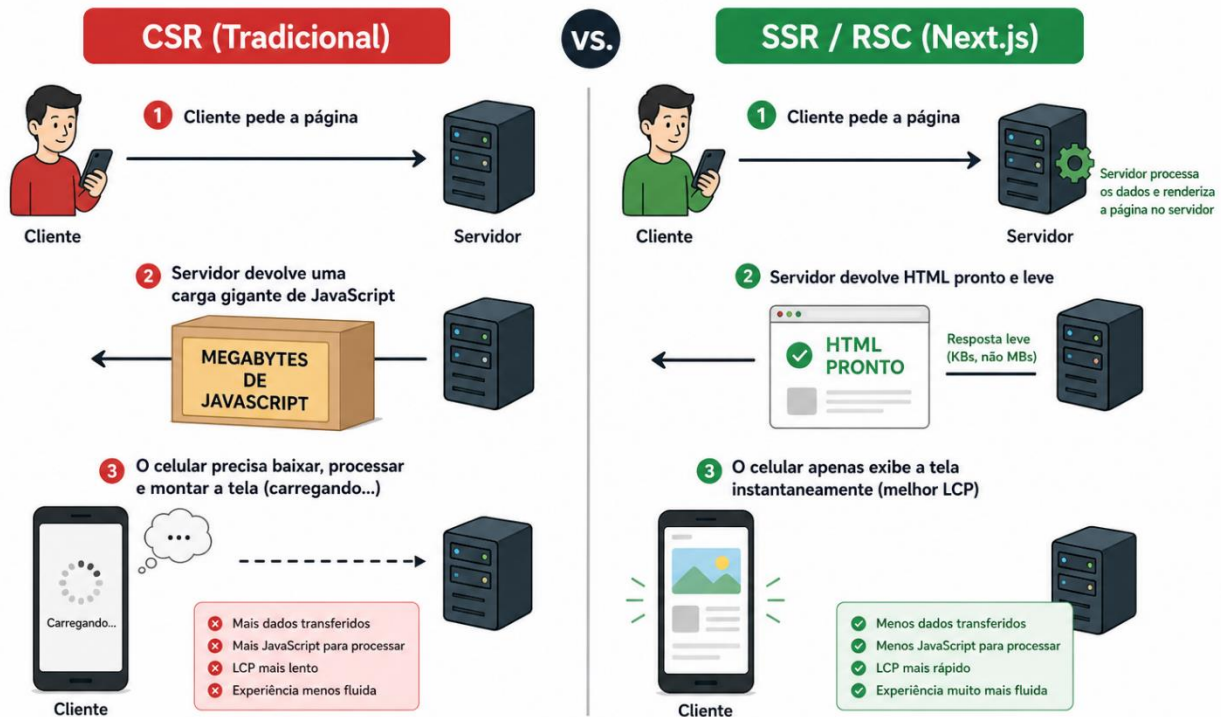 CSR (Tradicional)
VS.
SSR / RSC (Next.js)
1 Cliente pede a página
Cliente
Servidor
2 Servidor devolve uma
carga gigante de JavaScript
MEGABYTES
DE
JAVASCRIPT
3 O celular precisa baixar, processar
e montar a tela (carregando...)
...
Carregando...
Mais dados transferidos
Mais JavaScript para processar
LCP mais lento
Experiência menos fluida
Cliente
1 Cliente pede a página
Servidor processa
os dados e renderiza
a página no servidor
Cliente
Servidor
2 Servidor devolve HTML pronto e leve
HTML
PRONTO
Resposta leve
(KBs, não MBs)
3 O celular apenas exibe a tela
instantaneamente (melhor LCP)
Menos dados transferidos
Menos JavaScript para processar
LCP mais rápido
Experiência muito mais fluida
Cliente